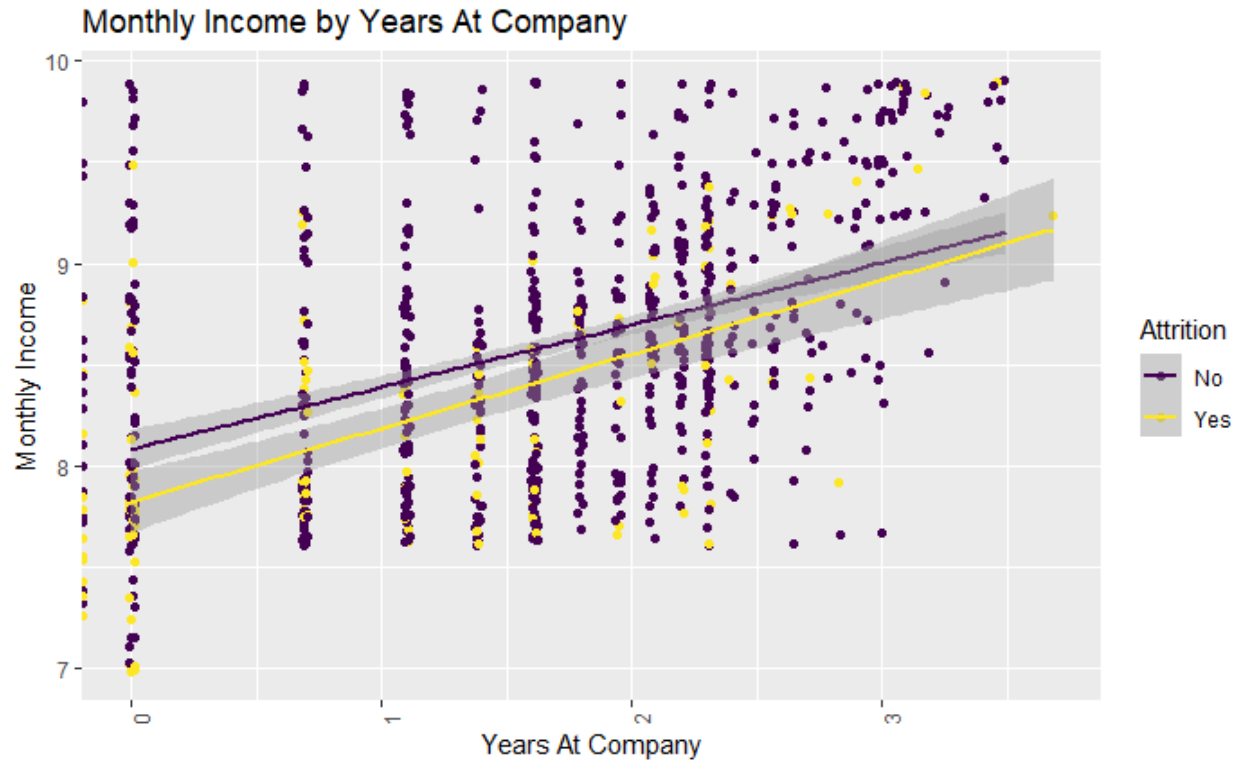 Monthly Income by Years At Company
10
9
8
7
Monthly Income
0
1
2
3
Years At Company
Attrition
No
Yes